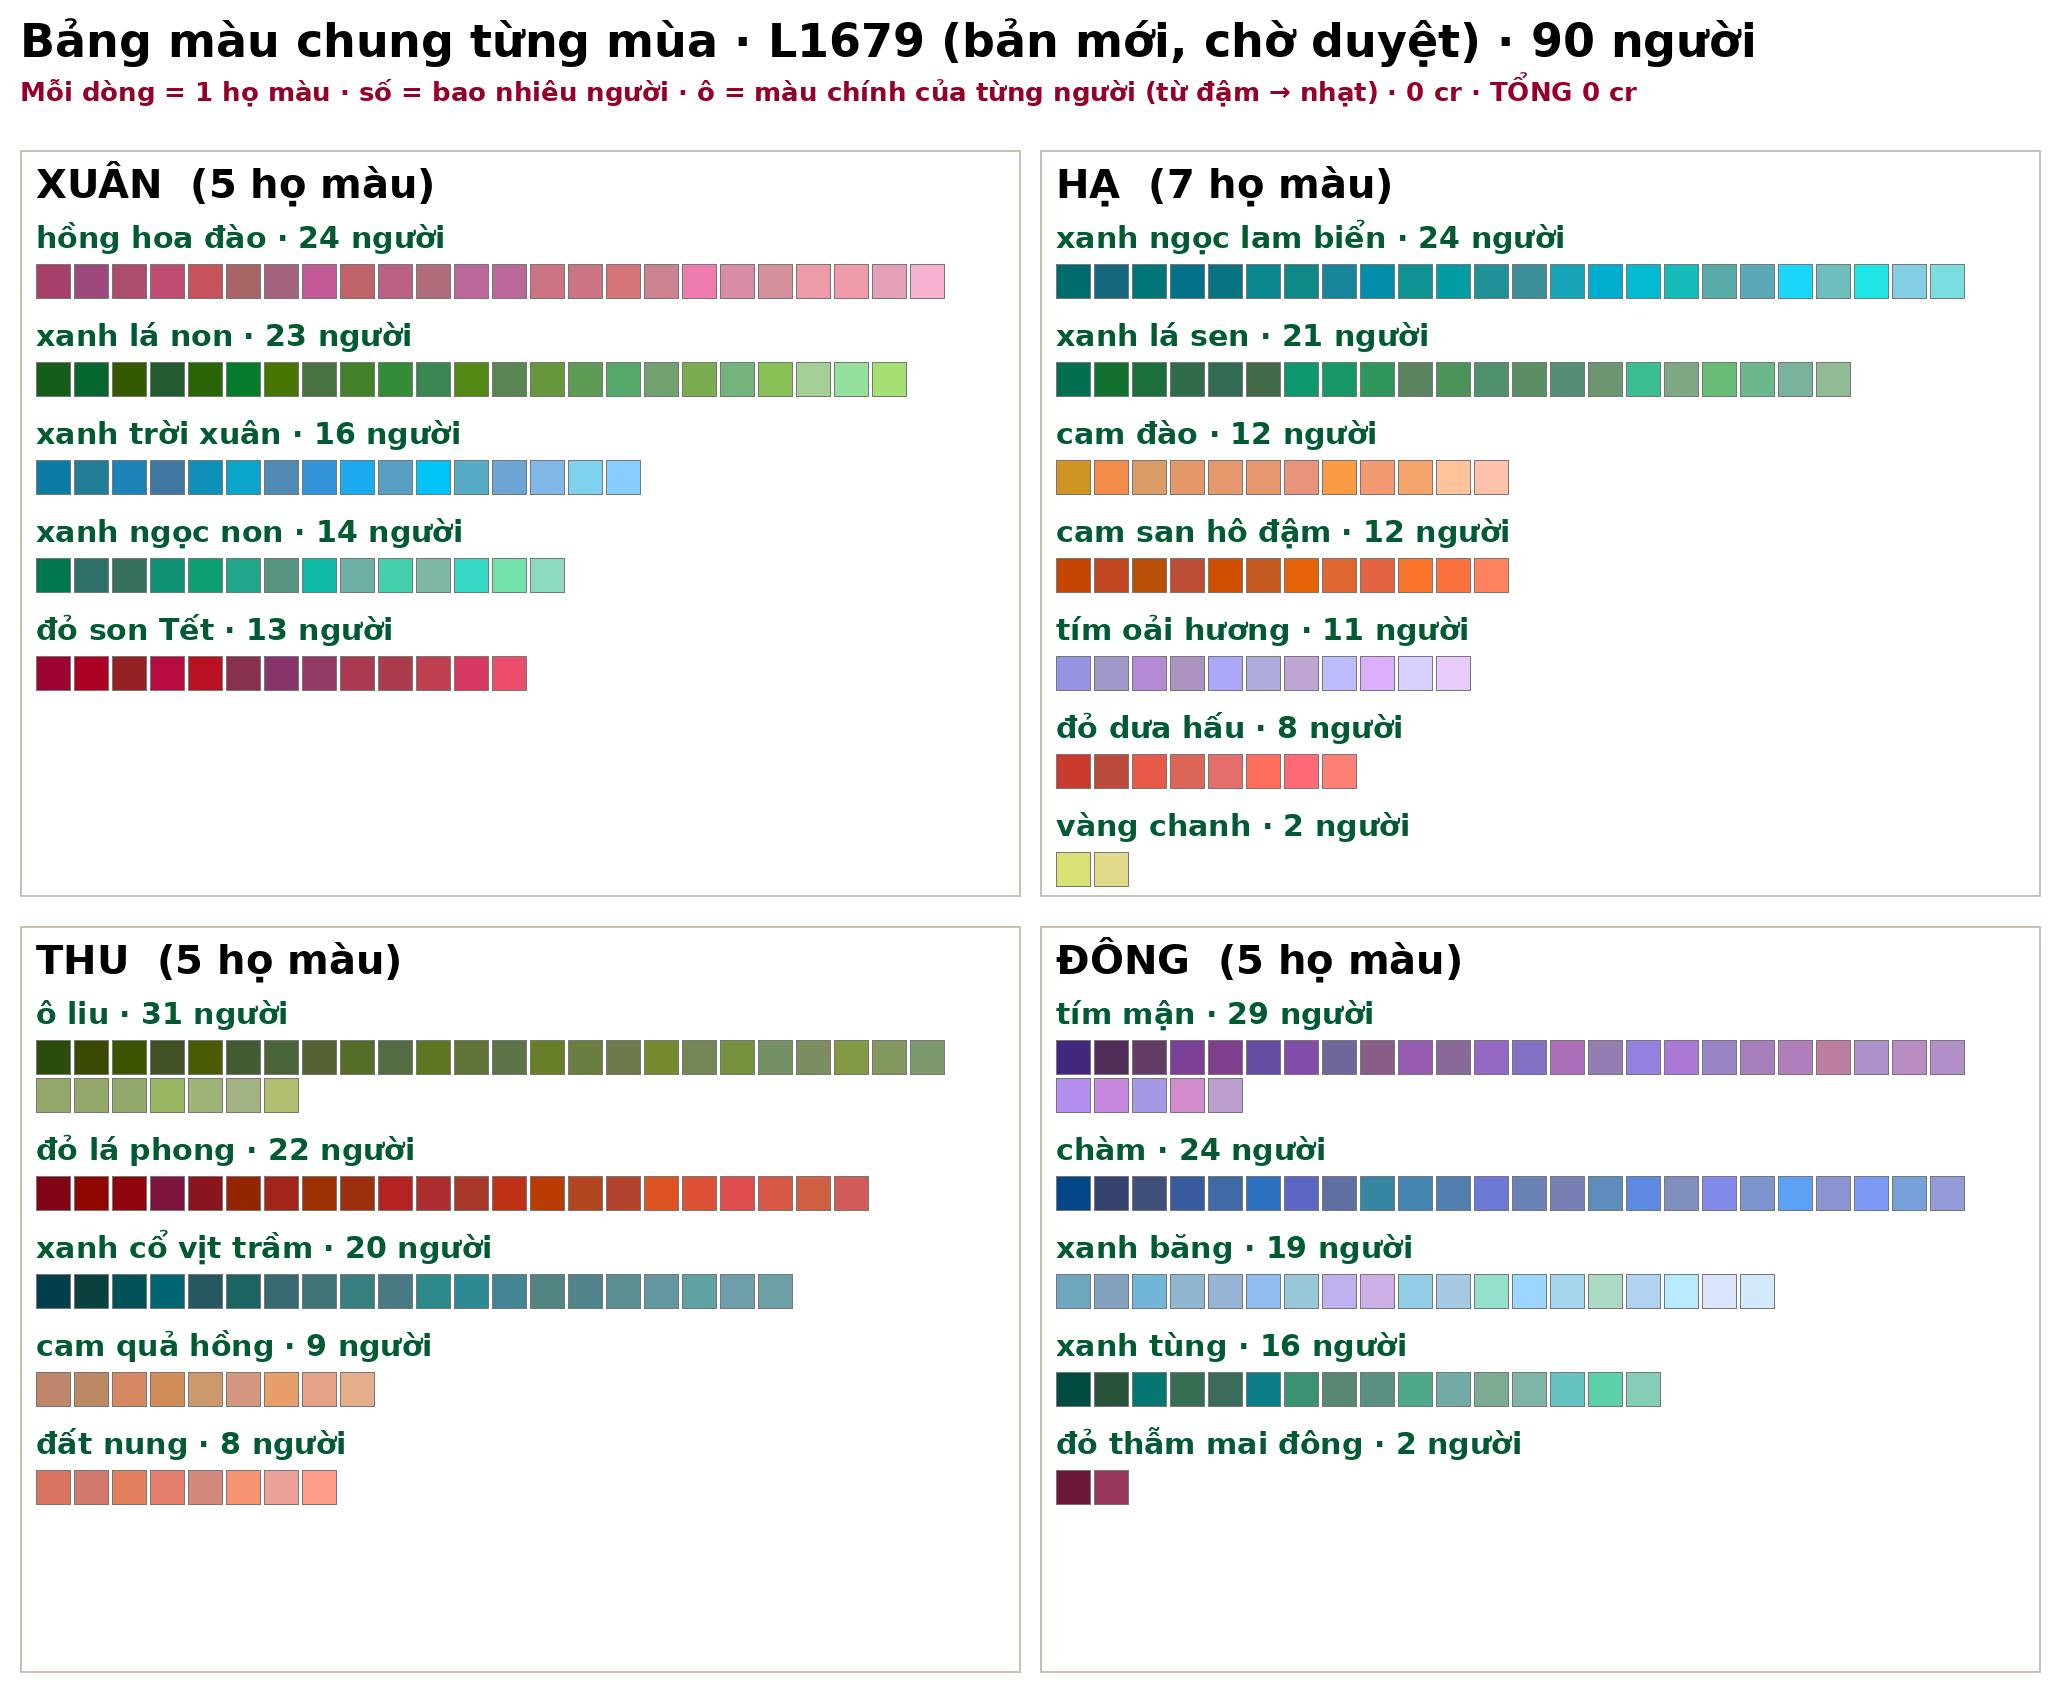 Bảng màu chung từng mùa · L1679 (bản mới, chờ duyệt) · 90 người
Mỗi dòng = 1 họ màu · số = bao nhiêu người · ô = màu chính của từng người (từ đậm → nhạt) · 0 cr · TỔNG 0 cr
XUÂN (5 họ màu)
hồng hoa đào · 24 người
xanh lá non · 23 người
xanh trời xuân · 16 người
xanh ngọc non · 14 người
đỏ son Tết · 13 người
HẠ (7 họ màu)
xanh ngọc lam biển · 24 người
xanh lá sen · 21 người
cam đào · 12 người
cam san hô đậm · 12 người
tím oải hương · 11 người
đỏ dưa hấu · 8 người
vàng chanh · 2 người
THU (5 họ màu)
ô liu · 31 người
đỏ lá phong · 22 người
xanh cổ vịt trầm · 20 người
cam quả hồng · 9 người
đất nung · 8 người
ĐÔNG (5 họ màu)
tím mận · 29 người
chàm · 24 người
xanh băng · 19 người
xanh tùng · 16 người
đỏ thẫm mai đông · 2 người